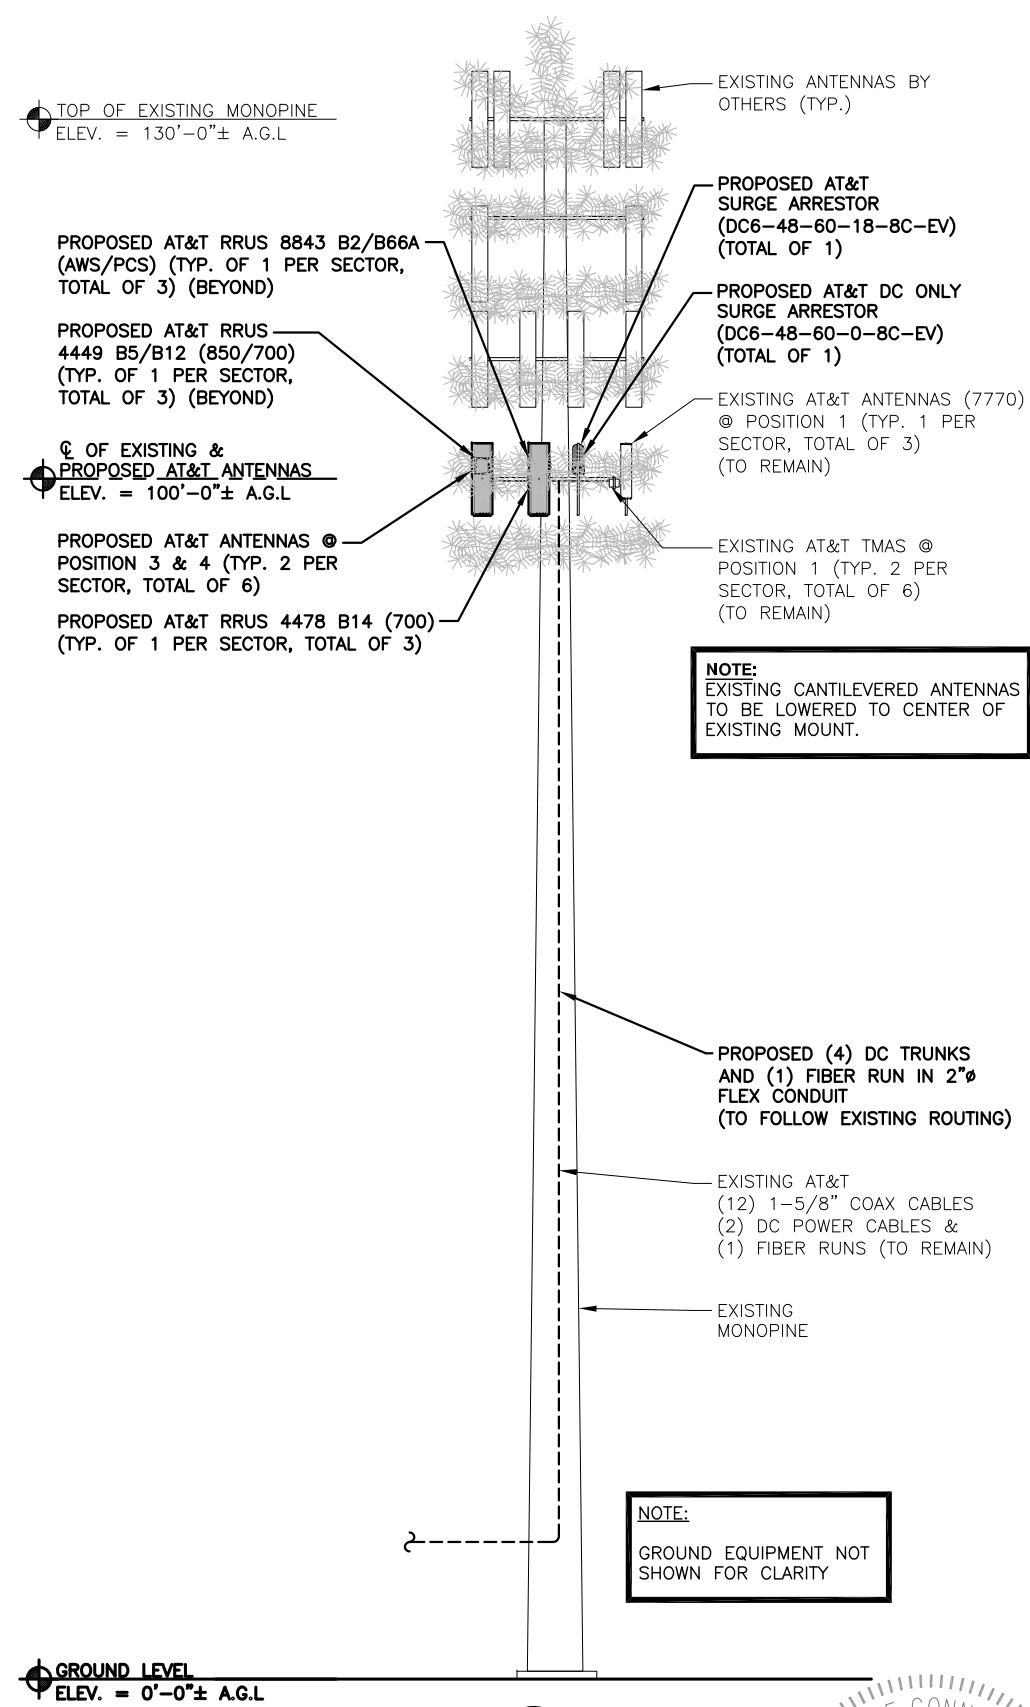 EXISTING ANTENNAS BY
OTHERS (TYP.)
TOP OF EXISTING MONOPINE
ELEV. = 130'-0"± A.G.L
PROPOSED AT&T
SURGE ARRESTOR
(DC6-48-60-18-8C-EV)
(TOTAL OF 1)
PROPOSED AT&T RRUS 8843 B2/B66A
(AWS/PCS) (TYP. OF 1 PER SECTOR,
TOTAL OF 3) (BEYOND)
PROPOSED AT&T DC ONLY
SURGE ARRESTOR
(DC6-48-60-0-8C-EV)
(TOTAL OF 1)
PROPOSED AT&T RRUS
4449 B5/B12 (850/700)
(TYP. OF 1 PER SECTOR,
TOTAL OF 3) (BEYOND)
EXISTING AT&T ANTENNAS (7770)
@ POSITION 1 (TYP. 1 PER
SECTOR, TOTAL OF 3)
(TO REMAIN)
℄ OF EXISTING &
PROPOSED AT&T ANTENNAS
ELEV. = 100'-0"± A.G.L
PROPOSED AT&T ANTENNAS @
POSITION 3 & 4 (TYP. 2 PER
SECTOR, TOTAL OF 6)
EXISTING AT&T TMAS @
POSITION 1 (TYP. 2 PER
SECTOR, TOTAL OF 6)
(TO REMAIN)
PROPOSED AT&T RRUS 4478 B14 (700)
(TYP. OF 1 PER SECTOR, TOTAL OF 3)
NOTE:
EXISTING CANTILEVERED ANTENNAS
TO BE LOWERED TO CENTER OF
EXISTING MOUNT.
PROPOSED (4) DC TRUNKS
AND (1) FIBER RUN IN 2"ø
FLEX CONDUIT
(TO FOLLOW EXISTING ROUTING)
EXISTING AT&T
(12) 1-5/8" COAX CABLES
(2) DC POWER CABLES &
(1) FIBER RUNS (TO REMAIN)
EXISTING
MONOPINE
NOTE:
GROUND EQUIPMENT NOT
SHOWN FOR CLARITY
GROUND LEVEL
ELEV. = 0'-0"± A.G.L